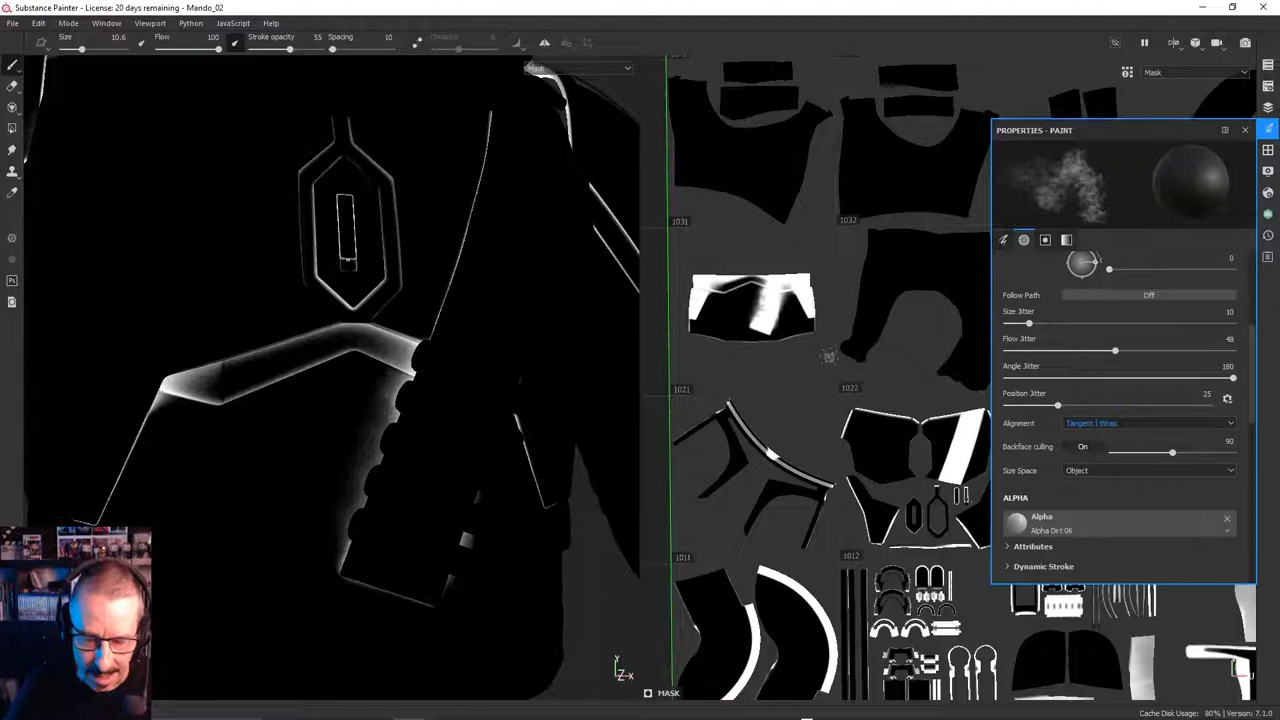 Substance Painter - License: 20 days remaining - Mando_02
File Edit Mode Window Viewport Python JavaScript Help
Size 10.6 Flow 100 Stroke opacity 55 Spacing 10
Mask
Mask
PROPERTIES - PAINT
0
Follow Path Off
Size Jitter 10
Flow Jitter 48
Angle Jitter 180
Position Jitter 25
Alignment Tangent | Wrap
Backface culling On 90
Size Space Object
ALPHA
Alpha
Alpha Dirt 06
Attributes
Dynamic Stroke
1031 1032
1021 1022
1011 1012
Ps
Y
Z X
MASK
Cache Disk Usage: 80% | Version: 7.1.0